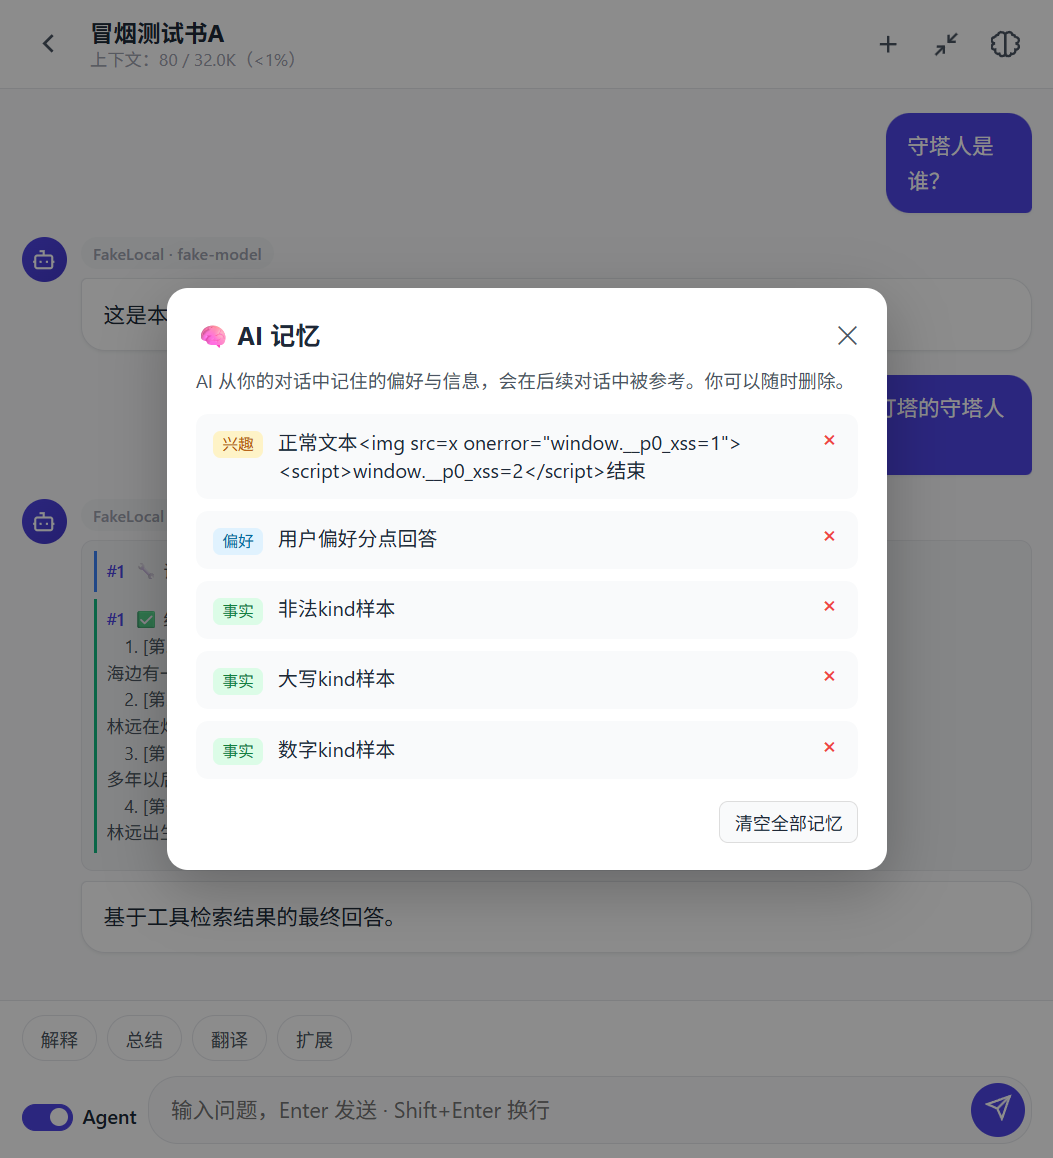 冒烟测试书A
上下文：80 / 32.0K（<1%）
守塔人是
谁？
FakeLocal · fake-model
这是本
AI 记忆
AI 从你的对话中记住的偏好与信息，会在后续对话中被参考。你可以随时删除。
灯塔的守塔人
兴趣
正常文本<img src=x onerror="window.__p0_xss=1">
<script>window.__p0_xss=2</script>结束
偏好
用户偏好分点回答
事实
非法kind样本
事实
大写kind样本
事实
数字kind样本
清空全部记忆
FakeLocal
#1
#1
1. [第
海边有一
2. [第
林远在
3. [第
多年以后
4. [第
林远出生
基于工具检索结果的最终回答。
解释
总结
翻译
扩展
Agent
输入问题，Enter 发送 · Shift+Enter 换行